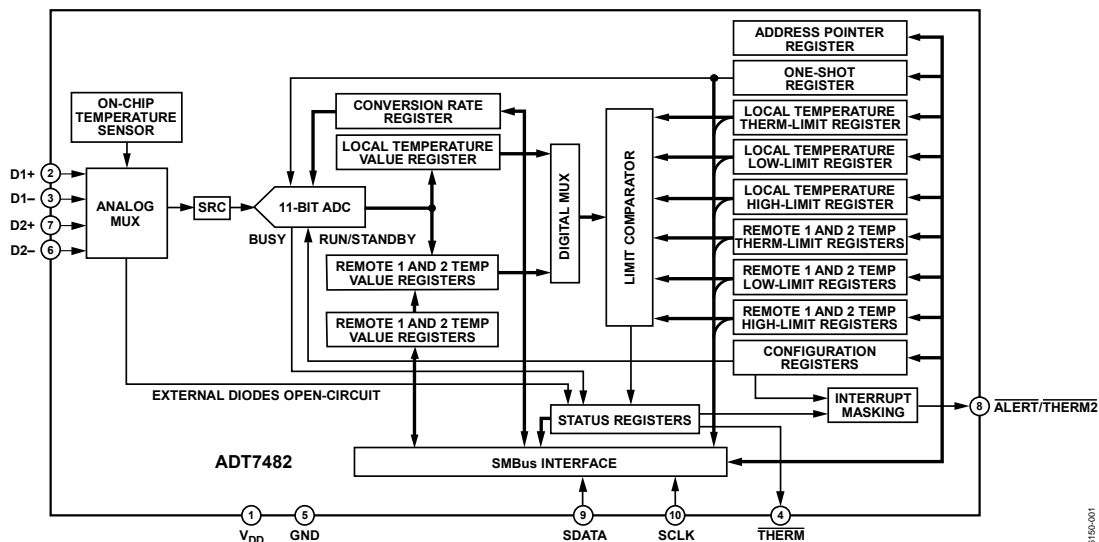 ADDRESS POINTER
REGISTER
ONE-SHOT
REGISTER
ON-CHIP
TEMPERATURE
SENSOR
CONVERSION RATE
REGISTER
LOCAL TEMPERATURE
THERM-LIMIT REGISTER
LOCAL TEMPERATURE
VALUE REGISTER
LOCAL TEMPERATURE
LOW-LIMIT REGISTER
D1+ 2
D1– 3
D2+ 7
D2– 6
ANALOG
MUX
SRC
11-BIT ADC
BUSY
RUN/STANDBY
DIGITAL MUX
LIMIT COMPARATOR
LOCAL TEMPERATURE
HIGH-LIMIT REGISTER
REMOTE 1 AND 2 TEMP
THERM-LIMIT REGISTERS
REMOTE 1 AND 2 TEMP
VALUE REGISTERS
REMOTE 1 AND 2 TEMP
LOW-LIMIT REGISTERS
REMOTE 1 AND 2 TEMP
VALUE REGISTERS
REMOTE 1 AND 2 TEMP
HIGH-LIMIT REGISTERS
CONFIGURATION
REGISTERS
EXTERNAL DIODES OPEN-CIRCUIT
INTERRUPT
MASKING
8 ALERT/THERM2
STATUS REGISTERS
ADT7482
SMBus INTERFACE
1
5
9
10
4
VDD
GND
SDATA
SCLK
THERM